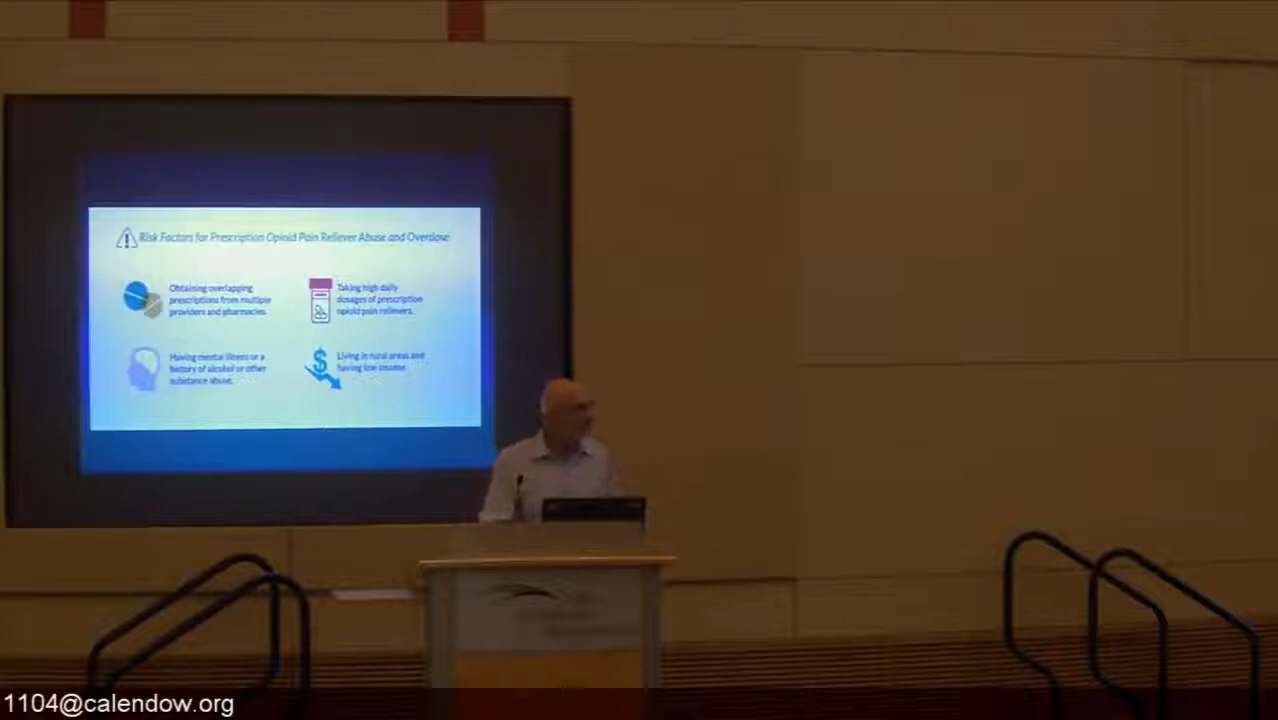 Risk Factors for Prescription Opioid Pain Reliever Abuse and Overdose
Obtaining overlapping
prescriptions from multiple
providers and pharmacies.
Taking high daily
dosages of prescription
opioid pain relievers.
Having mental illness or a
history of alcohol or other
substance abuse.
Living in rural areas and
having low income.
1104@calendow.org